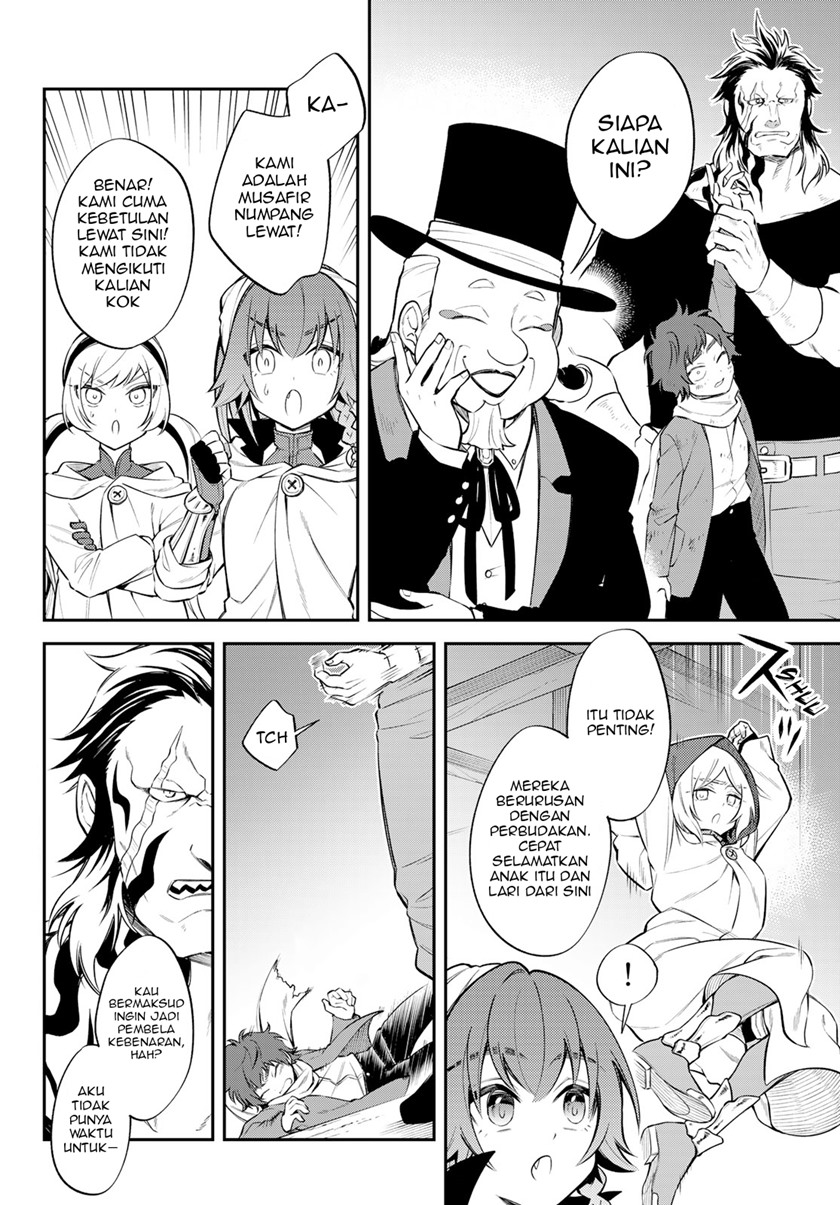 SIAPA
KALIAN
INI?
KA-
KAMI
ADALAH
MUSAFIR
NUMPANG
LEWAT!
BENAR!
KAMI CUMA
KEBETULAN
LEWAT SINI!
KAMI TIDAK
MENGIKUTI
KALIAN
KOK
ス
SHUU
ITU TIDAK
PENTING!
MEREKA
BERURUSAN
DENGAN
PERBUDAKAN.
CEPAT
SELAMATKAN
ANAK ITU DAN
LARI DARI SINI
!
TCH
KAU
BERMAKSUD
INGIN JADI
PEMBELA
KEBENARAN,
HAH?
AKU
TIDAK
PUNYA
WAKTU
UNTUK–